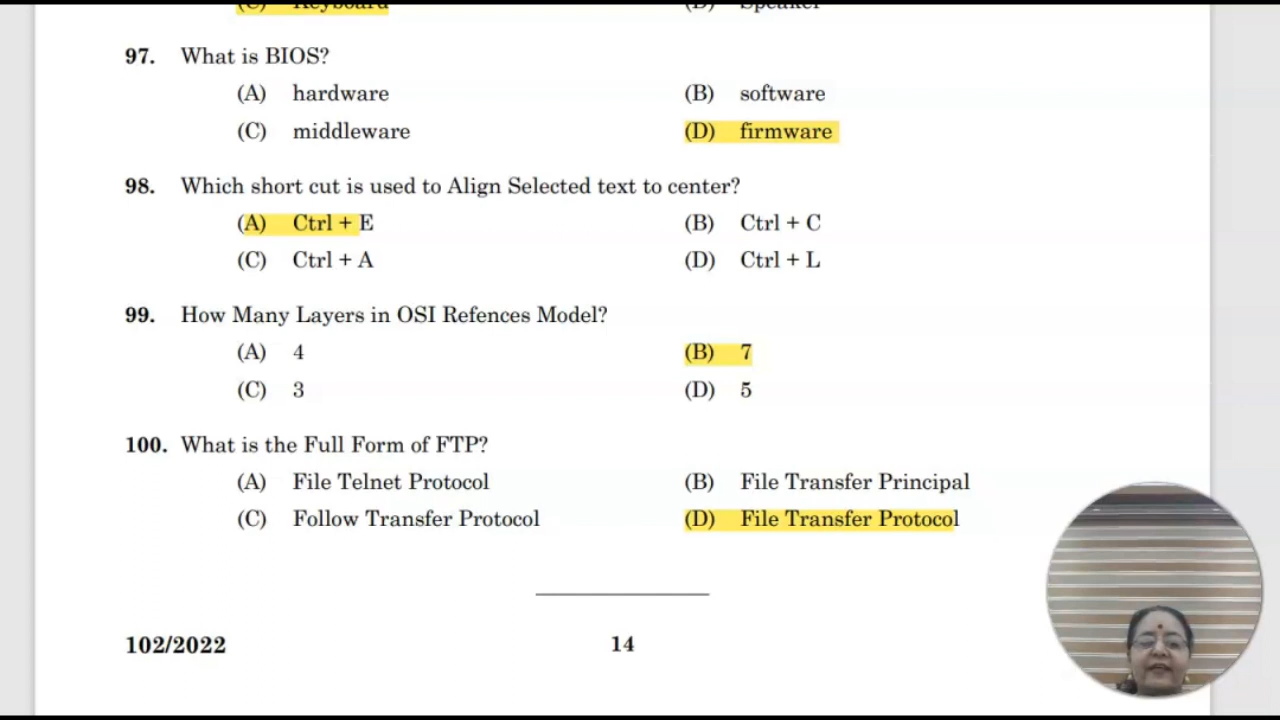 (C) Keyboard (D) Speaker
97. What is BIOS?
(A) hardware (B) software
(C) middleware (D) firmware
98. Which short cut is used to Align Selected text to center?
(A) Ctrl + E (B) Ctrl + C
(C) Ctrl + A (D) Ctrl + L
99. How Many Layers in OSI Refences Model?
(A) 4 (B) 7
(C) 3 (D) 5
100. What is the Full Form of FTP?
(A) File Telnet Protocol (B) File Transfer Principal
(C) Follow Transfer Protocol (D) File Transfer Protocol
102/2022 14